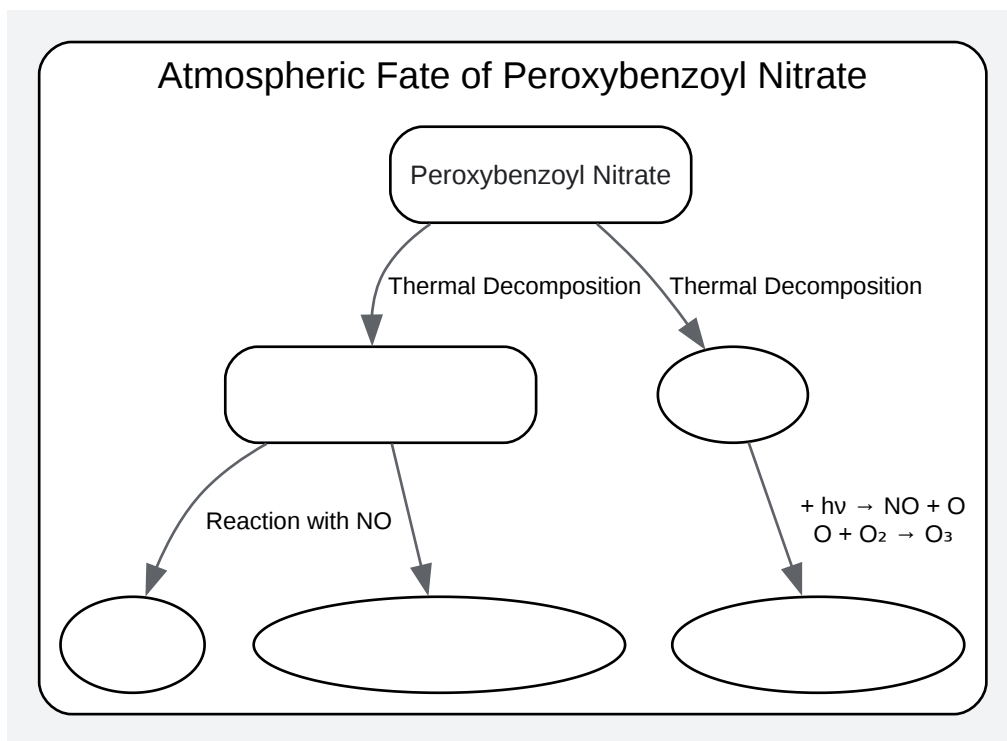 Atmospheric Fate of Peroxybenzoyl Nitrate
Peroxybenzoyl Nitrate
Thermal Decomposition
Thermal Decomposition
Reaction with NO
+ hν → NO + O
O + O₂ → O₃